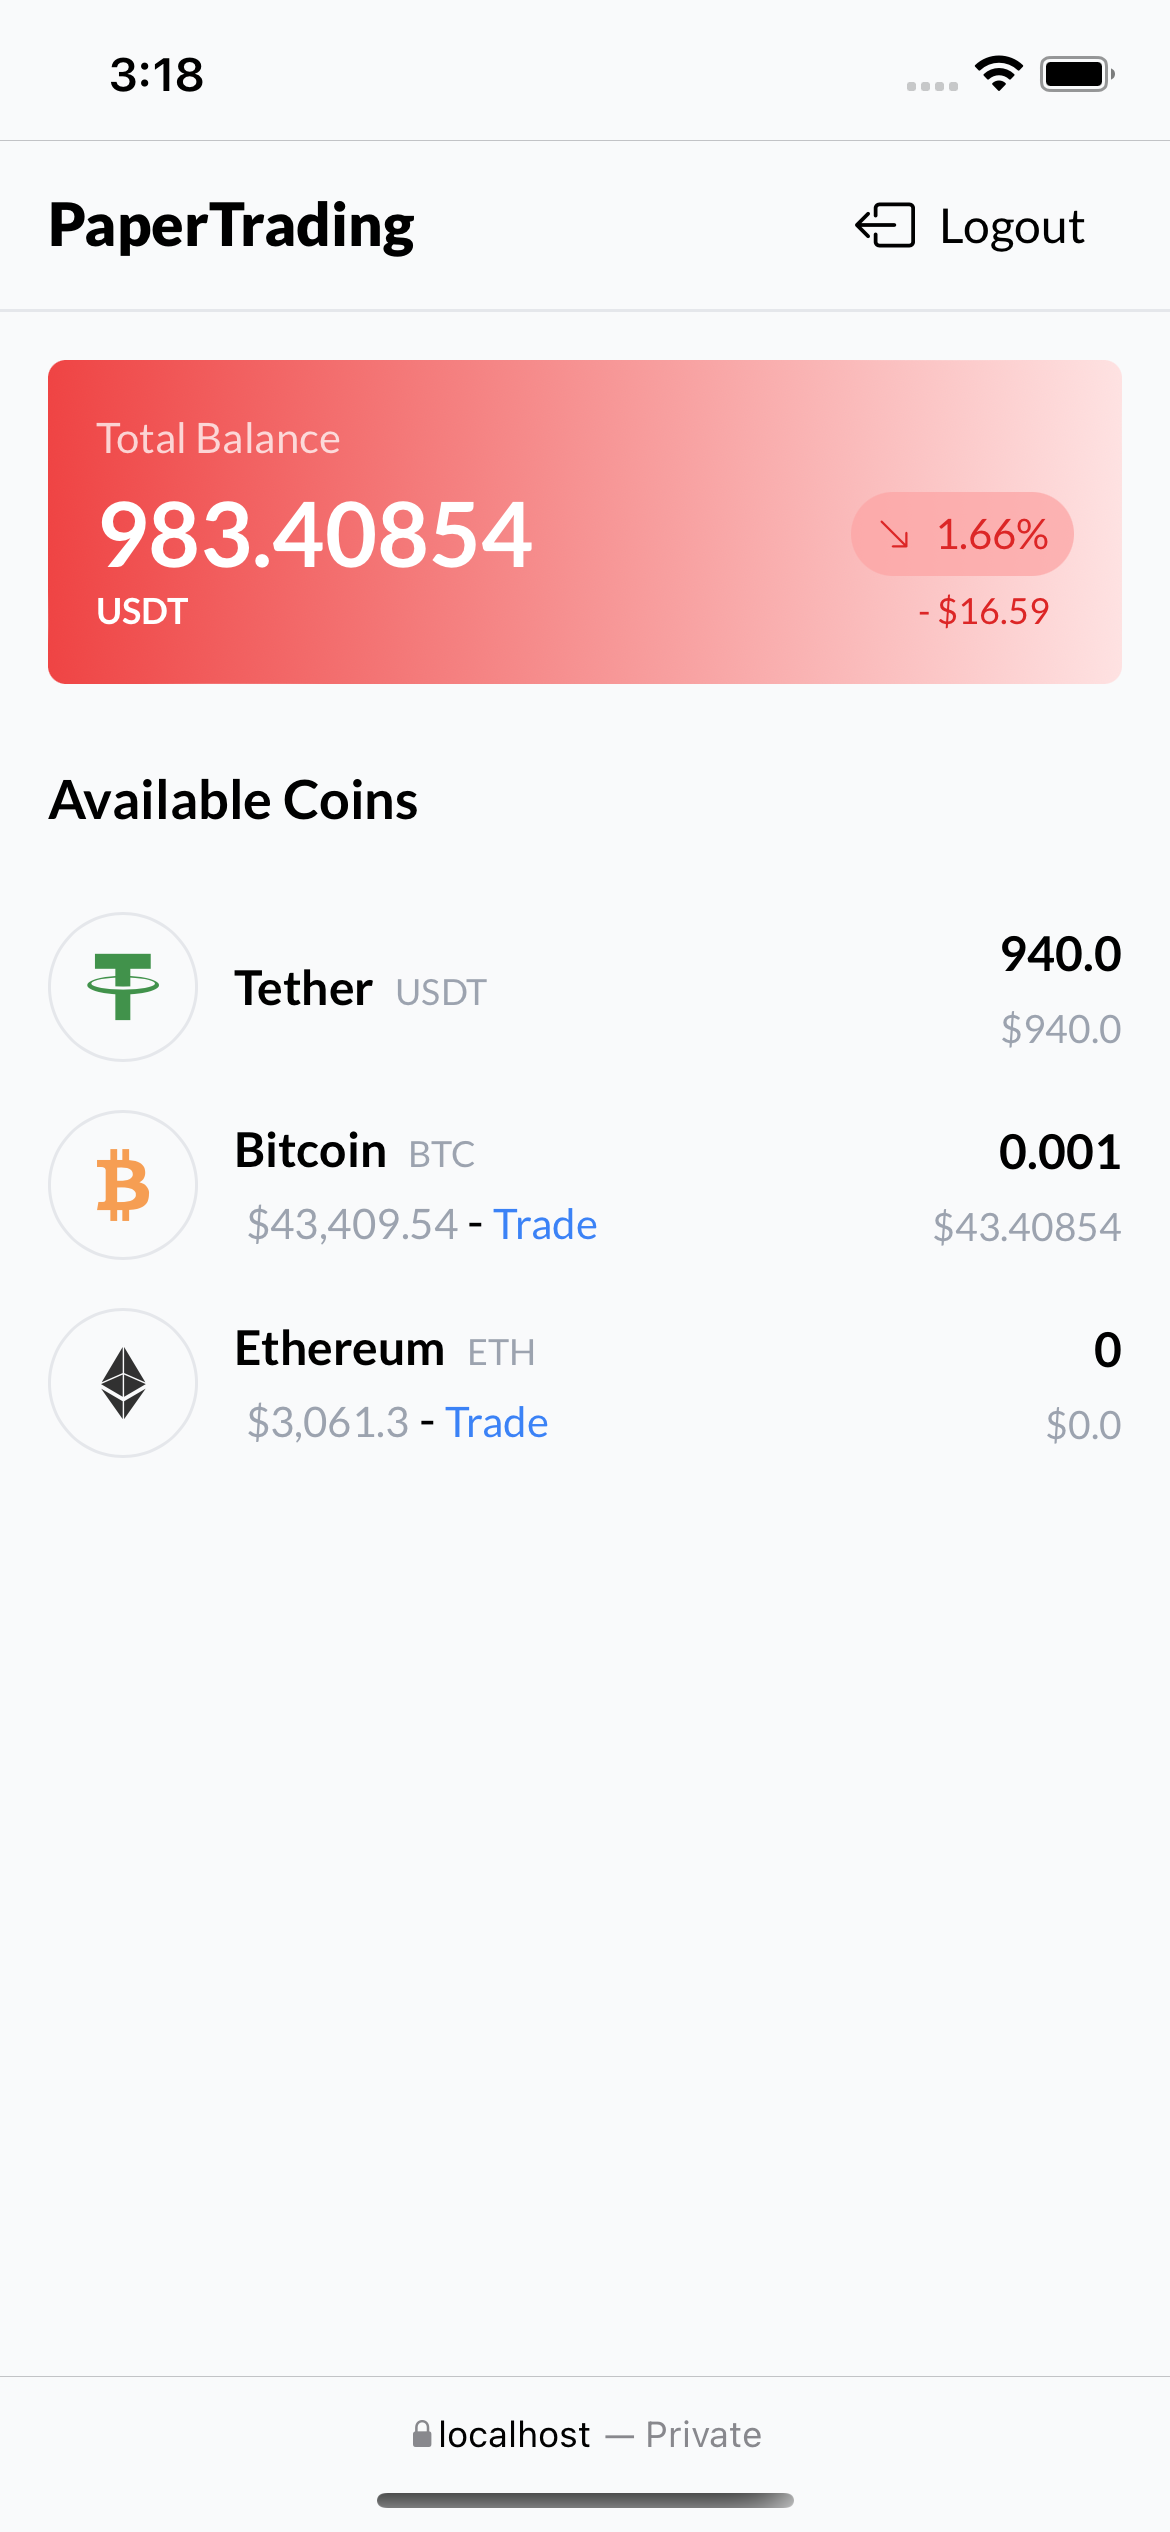 3:18
PaperTrading
Logout
Total Balance
983.40854
1.66%
USDT
- $16.59
Available Coins
Tether USDT
940.0
$940.0
Bitcoin BTC
0.001
$43,409.54 - Trade
$43.40854
Ethereum ETH
0
$3,061.3 - Trade
$0.0
localhost — Private